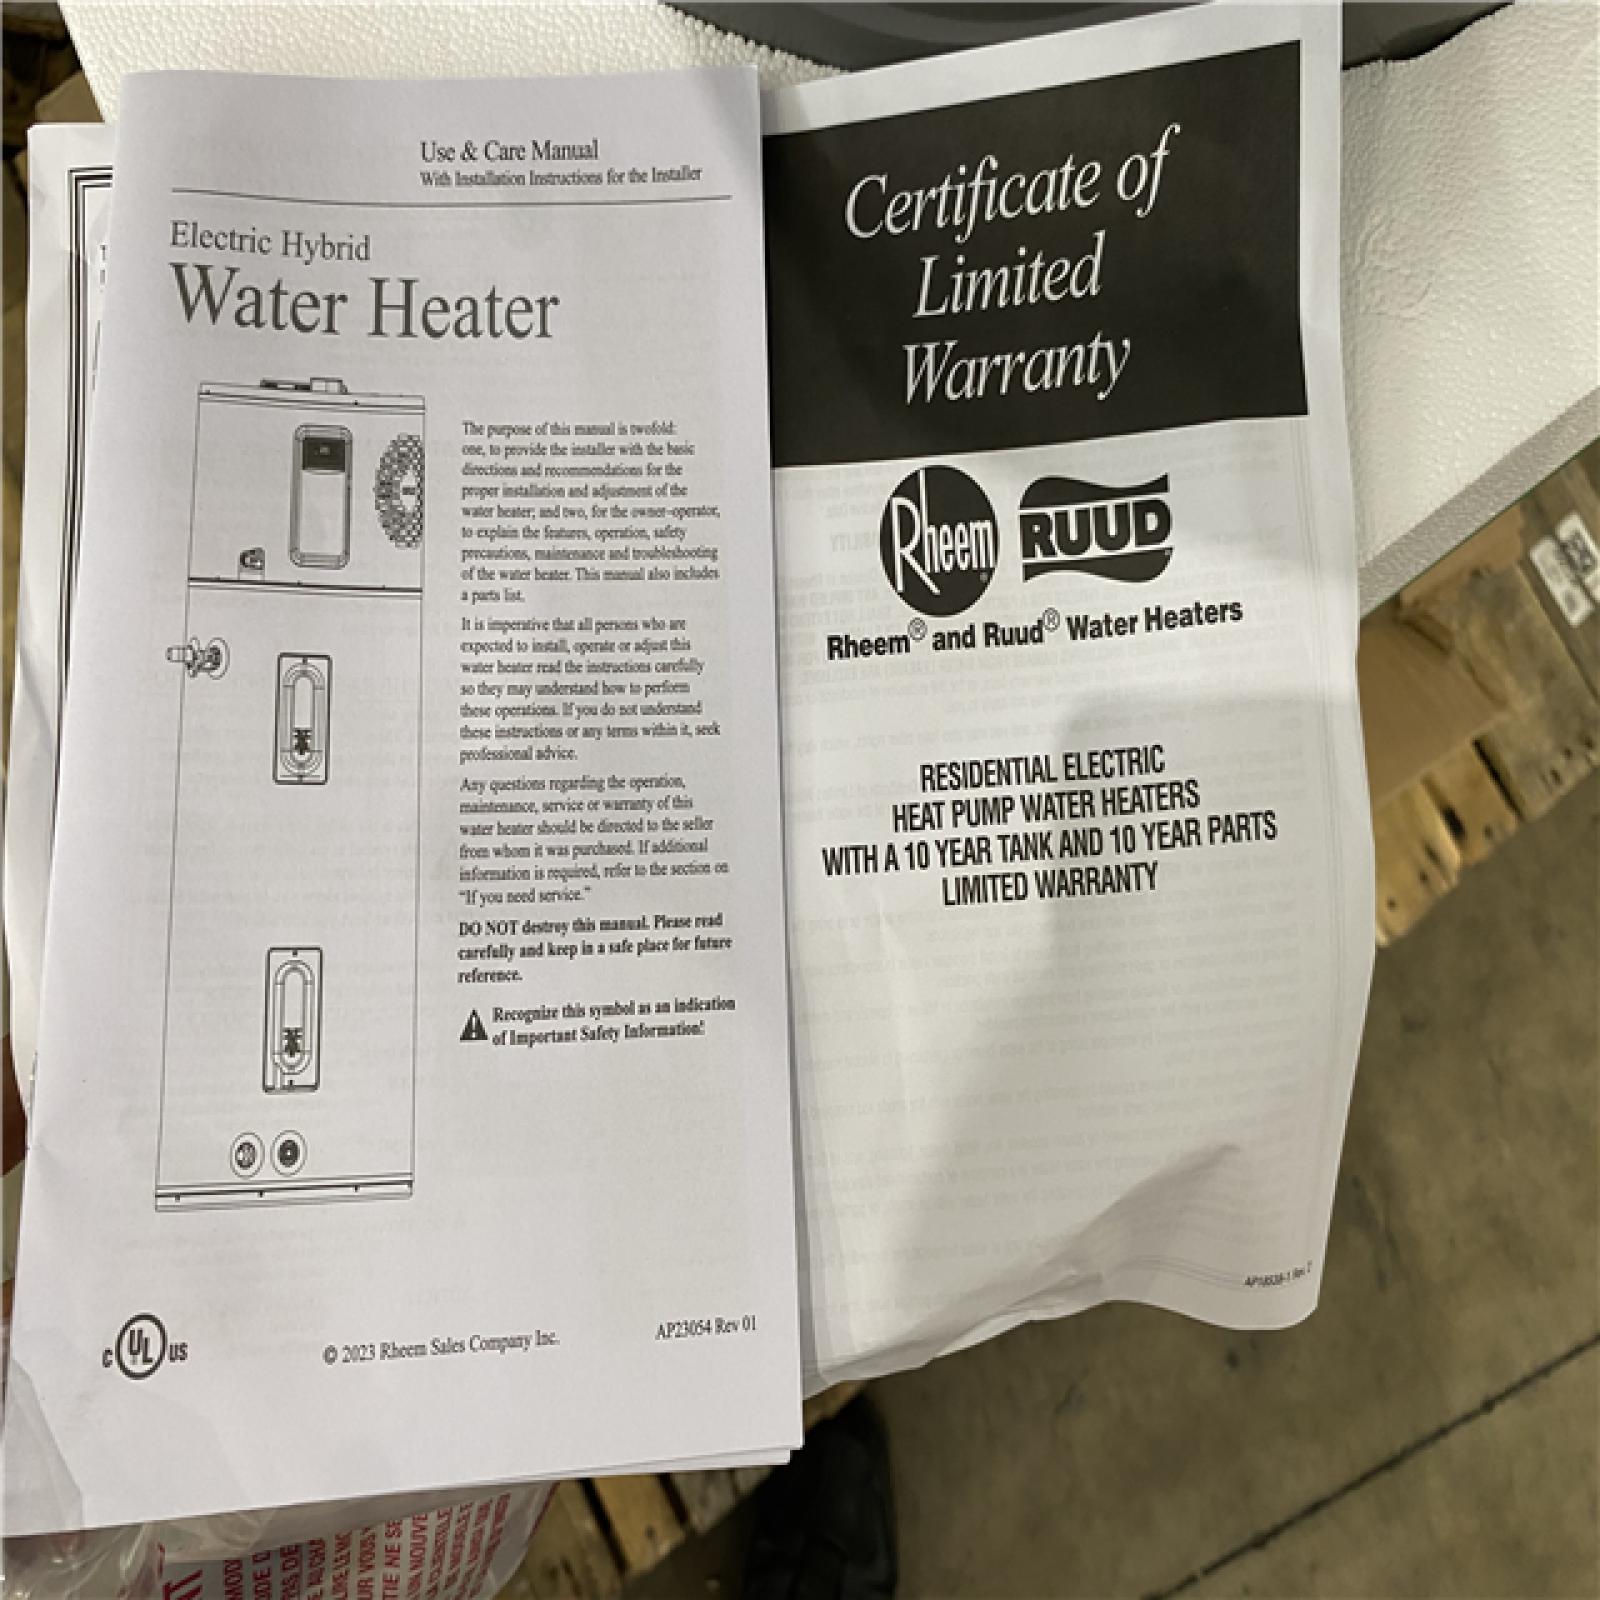 Use & Care Manual
With Installation Instructions for the Installer
Electric Hybrid
Water Heater
The purpose of this manual is twofold:
one, to provide the installer with the basic
directions and recommendations for the
proper installation and adjustment of the
water heater; and two, for the owner-operator,
to explain the features, operation, safety
precautions, maintenance and troubleshooting
of the water heater. This manual also includes
a parts list.
It is imperative that all persons who are
expected to install, operate or adjust this
water heater read the instructions carefully
so they may understand how to perform
these operations. If you do not understand
these instructions or any terms within it, seek
professional advice.
Any questions regarding the operation,
maintenance, service or warranty of this
water heater should be directed to the seller
from whom it was purchased. If additional
information is required, refer to the section on
"If you need service."
DO NOT destroy this manual. Please read
carefully and keep in a safe place for future
reference.
Recognize this symbol as an indication
of Important Safety Information!
C UL US
© 2023 Rheem Sales Company Inc.
AP23054 Rev 01
Certificate of
Limited
Warranty
Rheem® RUUD
Rheem® and Ruud® Water Heaters
RESIDENTIAL ELECTRIC
HEAT PUMP WATER HEATERS
WITH A 10 YEAR TANK AND 10 YEAR PARTS
LIMITED WARRANTY